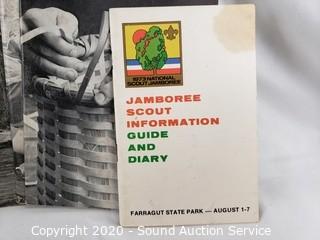 1973 NATIONAL
SCOUT JAMBOREE
JAMBOREE
SCOUT
INFORMATION
GUIDE
AND
DIARY
FARRAGUT STATE PARK — AUGUST 1-7
Copyright © 2020 - Sound Auction Service